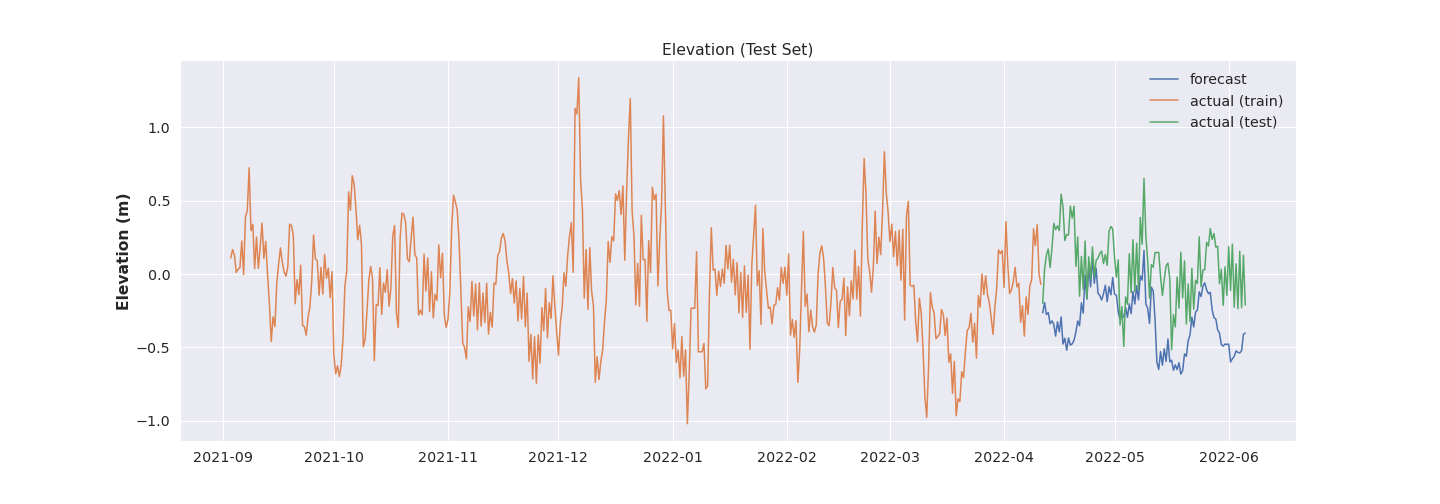 Elevation (Test Set)
forecast
actual (train)
actual (test)
Elevation (m)
1.0
0.5
0.0
−0.5
−1.0
2021-09 2021-10 2021-11 2021-12 2022-01 2022-02 2022-03 2022-04 2022-05 2022-06